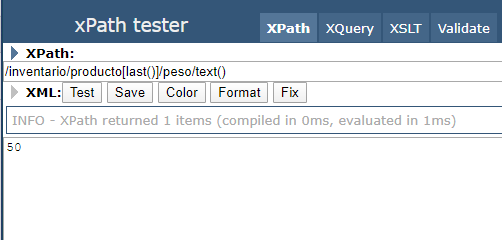 xPath tester
XPath XQuery XSLT Validate
XPath:
/inventario/producto[last()]/peso/text()
XML: Test Save Color Format Fix
INFO - XPath returned 1 items (compiled in 0ms, evaluated in 1ms)
50